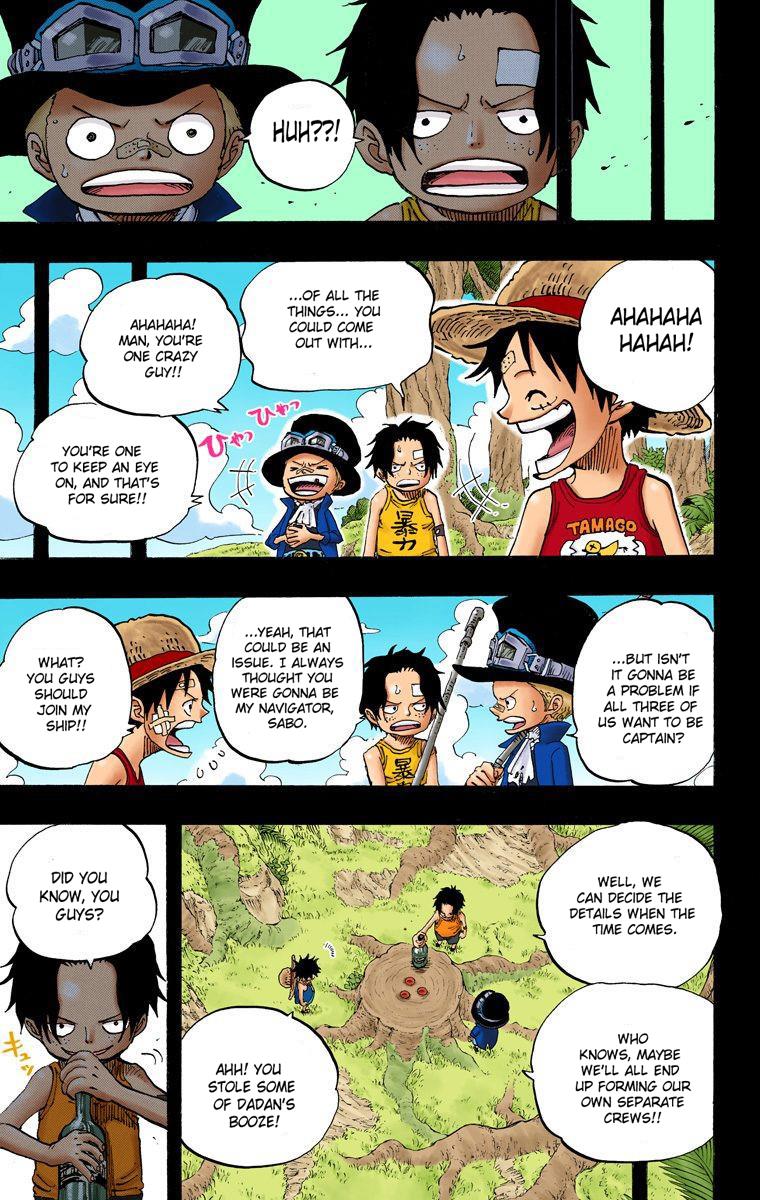 HUH??!
AHAHAHA
HAHAH!
TAMAGO
...OF ALL THE
THINGS... YOU
COULD COME
OUT WITH...
暴力
ひゃっひゃっ
AHAHAHA!
MAN, YOU'RE
ONE CRAZY
GUY!!
YOU'RE ONE
TO KEEP AN EYE
ON, AND THAT'S
FOR SURE!!
...BUT ISN'T
IT GONNA BE
A PROBLEM IF
ALL THREE OF
US WANT TO BE
CAPTAIN?
...YEAH, THAT
COULD BE AN
ISSUE. I ALWAYS
THOUGHT YOU
WERE GONNA BE
MY NAVIGATOR,
SABO.
暴
WHAT?
YOU GUYS
SHOULD
JOIN MY
SHIP!!
WELL, WE
CAN DECIDE THE
DETAILS WHEN THE
TIME COMES.
WHO
KNOWS, MAYBE
WE'LL ALL END
UP FORMING OUR
OWN SEPARATE
CREWS!!
AHH! YOU
STOLE SOME
OF DADAN'S
BOOZE!
DID YOU
KNOW, YOU
GUYS?
キュッ